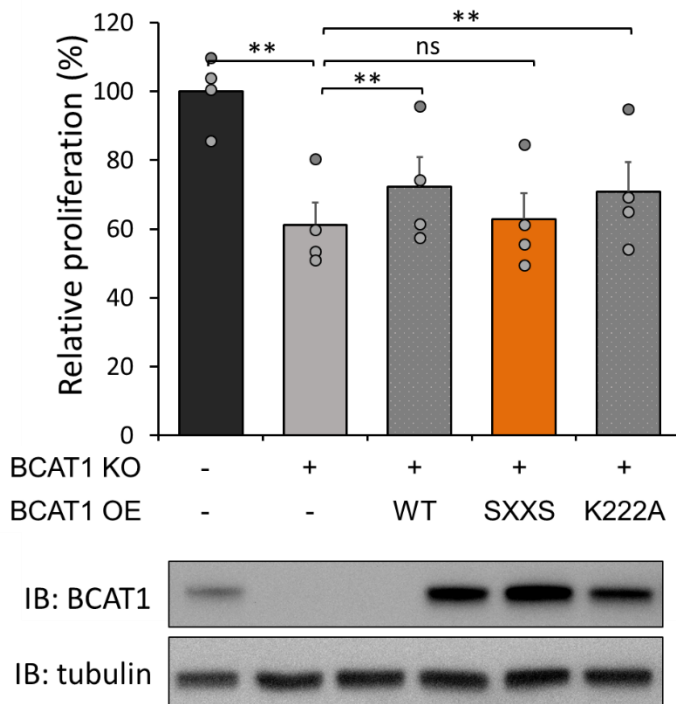 120
100
80
60
40
20
0
Relative proliferation (%)
**
ns
**
**
BCAT1 KO - + + + +
BCAT1 OE - - WT SXXS K222A
IB: BCAT1
IB: tubulin